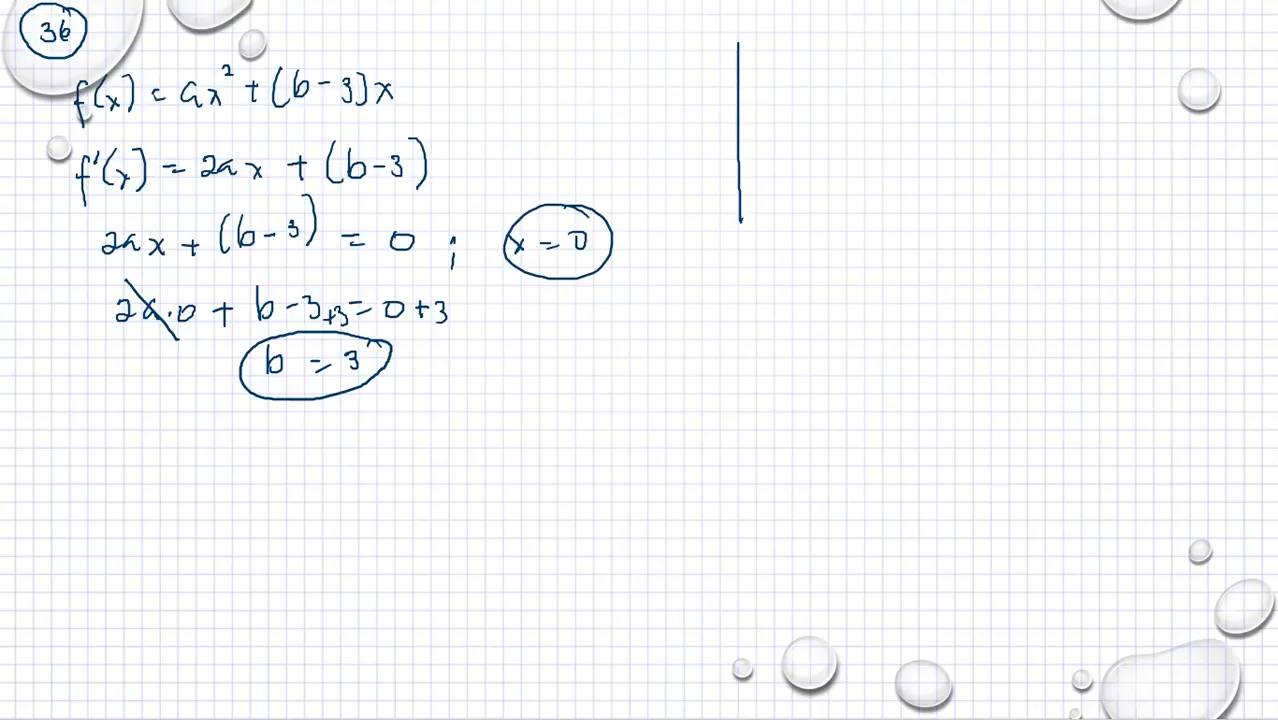 36
f(x) = ax² + (b - 3)x
f'(x) = 2ax + (b - 3)
2ax + (b - 3) = 0 ; x = 0
2a·0 + b - 3+3 = 0 + 3
b = 3